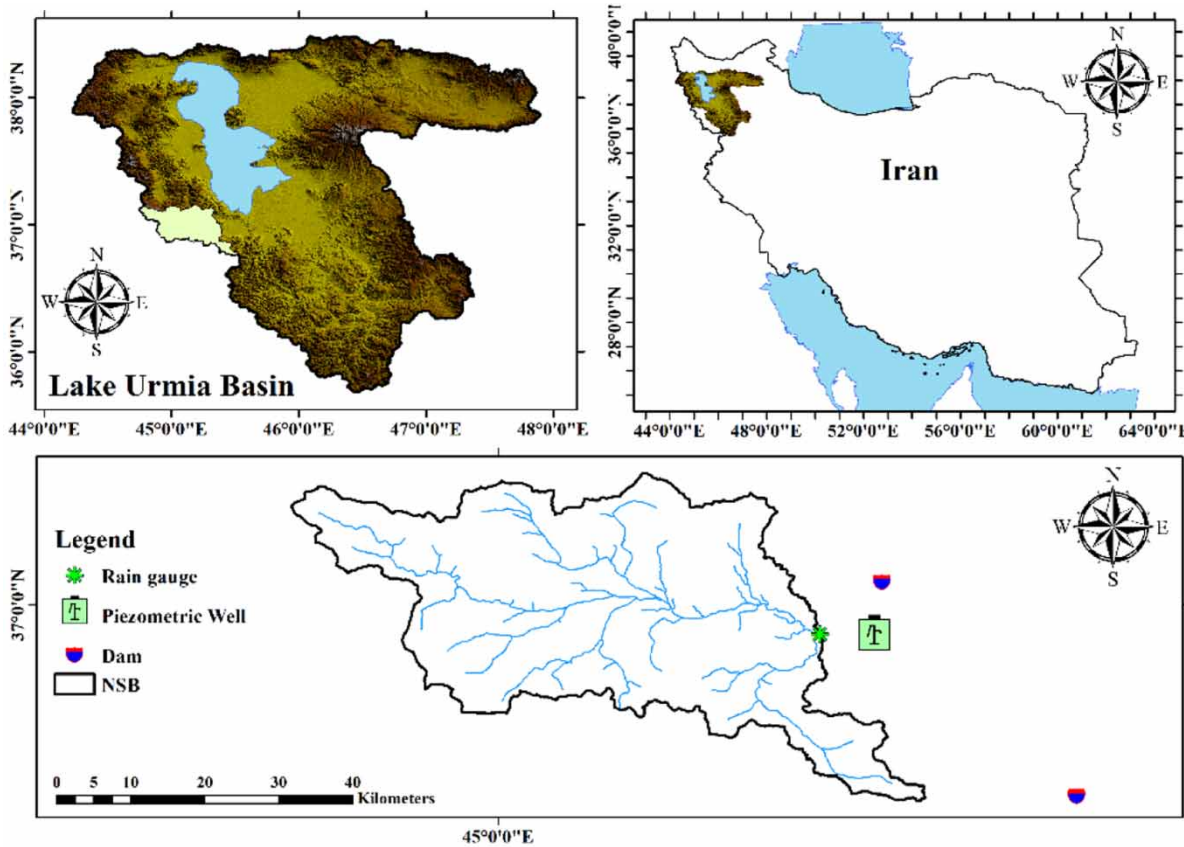 38°0'0"N
37°0'0"N
36°0'0"N
N
W
E
S
Lake Urmia Basin
44°0'0"E
45°0'0"E
46°0'0"E
47°0'0"E
48°0'0"E
40°0'0"N
36°0'0"N
32°0'0"N
28°0'0"N
N
W
E
S
Iran
44°0'0"E
48°0'0"E
52°0'0"E
56°0'0"E
60°0'0"E
64°0'0"E
37°0'0"N
N
W
E
S
Legend
Rain gauge
Piezometric Well
Dam
NSB
0 5 10 20 30 40
Kilometers
45°0'0"E